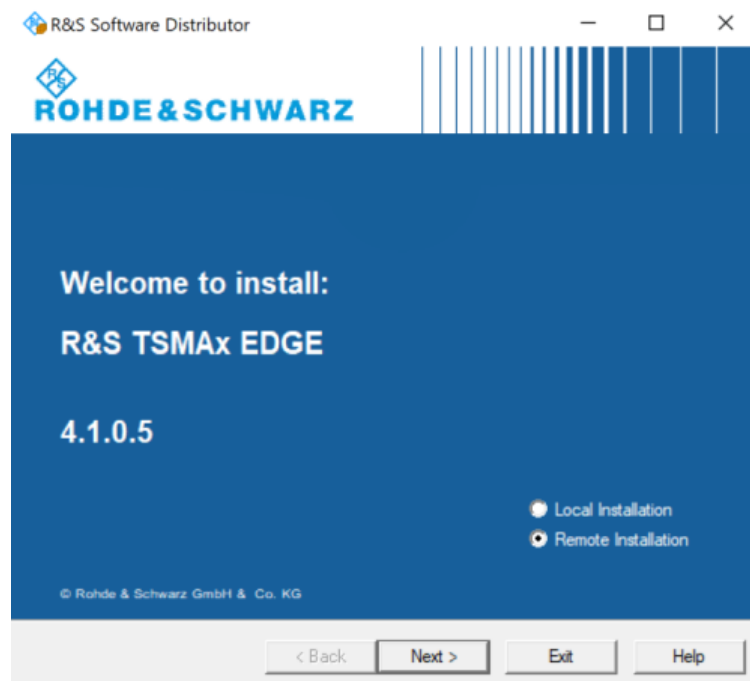 R&S Software Distributor
R&S
ROHDE&SCHWARZ
Welcome to install:
R&S TSMAx EDGE
4.1.0.5
Local Installation
Remote Installation
© Rohde & Schwarz GmbH & Co. KG
< Back
Next >
Exit
Help